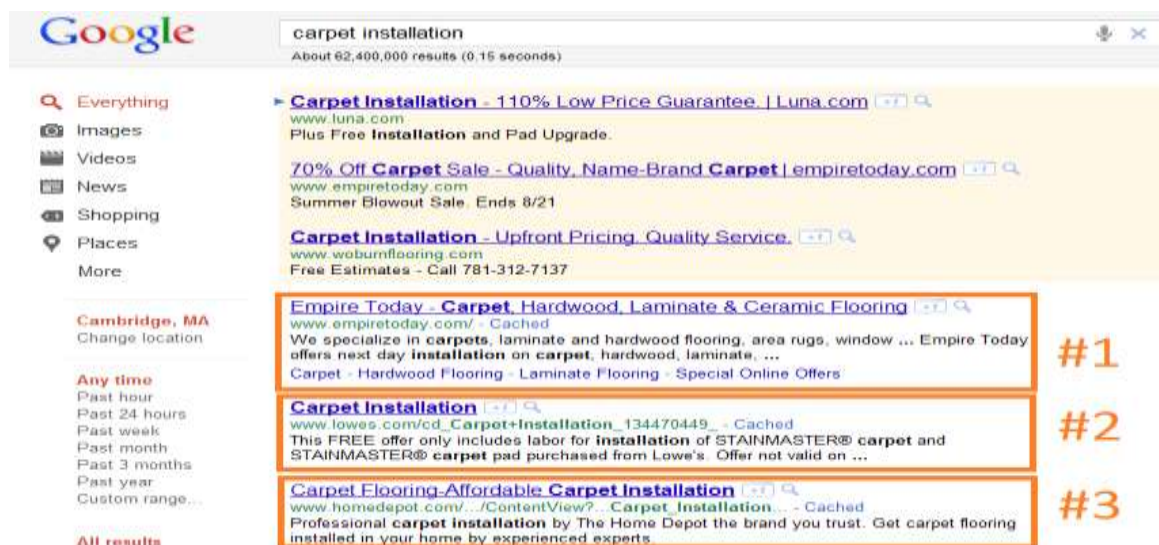 Google
carpet installation
About 62,400,000 results (0.15 seconds)
Everything
Images
Videos
News
Shopping
Places
More
Cambridge, MA
Change location
Any time
Past hour
Past 24 hours
Past week
Past month
Past 3 months
Past year
Custom range...
All results
Carpet Installation - 110% Low Price Guarantee. | Luna.com
www.luna.com
Plus Free Installation and Pad Upgrade.
70% Off Carpet Sale - Quality, Name-Brand Carpet | empiretoday.com
www.empiretoday.com
Summer Blowout Sale. Ends 8/21
Carpet Installation - Upfront Pricing. Quality Service.
www.woburnflooring.com
Free Estimates - Call 781-312-7137
Empire Today - Carpet, Hardwood, Laminate & Ceramic Flooring
www.empiretoday.com/ - Cached
We specialize in carpets, laminate and hardwood flooring, area rugs, window ... Empire Today
offers next day installation on carpet, hardwood, laminate, ...
Carpet - Hardwood Flooring - Laminate Flooring - Special Online Offers
#1
Carpet Installation
www.lowes.com/cd_Carpet+Installation_134470449_ - Cached
This FREE offer only includes labor for installation of STAINMASTER® carpet and
STAINMASTER® carpet pad purchased from Lowe's. Offer not valid on ...
#2
Carpet Flooring-Affordable Carpet Installation
www.homedepot.com/.../ContentView?...Carpet_Installation... - Cached
Professional carpet installation by The Home Depot the brand you trust. Get carpet flooring
installed in your home by experienced experts
#3